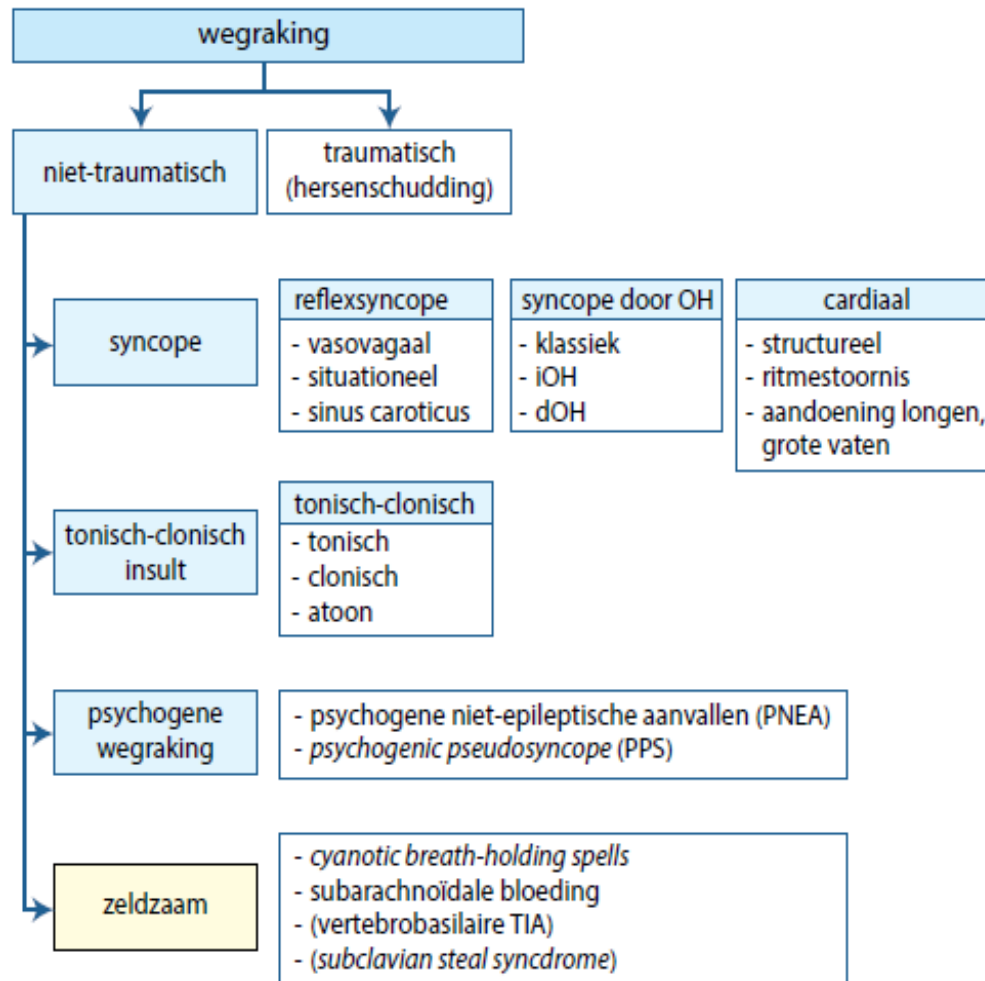 wegraking
niet-traumatisch
traumatisch
(hersenschudding)
syncope
reflexsyncope
- vasovagaal
- situationeel
- sinus caroticus
syncope door OH
- klassiek
- iOH
- dOH
cardiaal
- structureel
- ritmestoornis
- aandoening longen,
grote vaten
tonisch-clonisch
insult
tonisch-clonisch
- tonisch
- clonisch
- atoon
psychogene
wegraking
- psychogene niet-epileptische aanvallen (PNEA)
- psychogenic pseudosyncope (PPS)
zeldzaam
- cyanotic breath-holding spells
- subarachnoïdale bloeding
- (vertebrobasilaire TIA)
- (subclavian steal syncdrome)